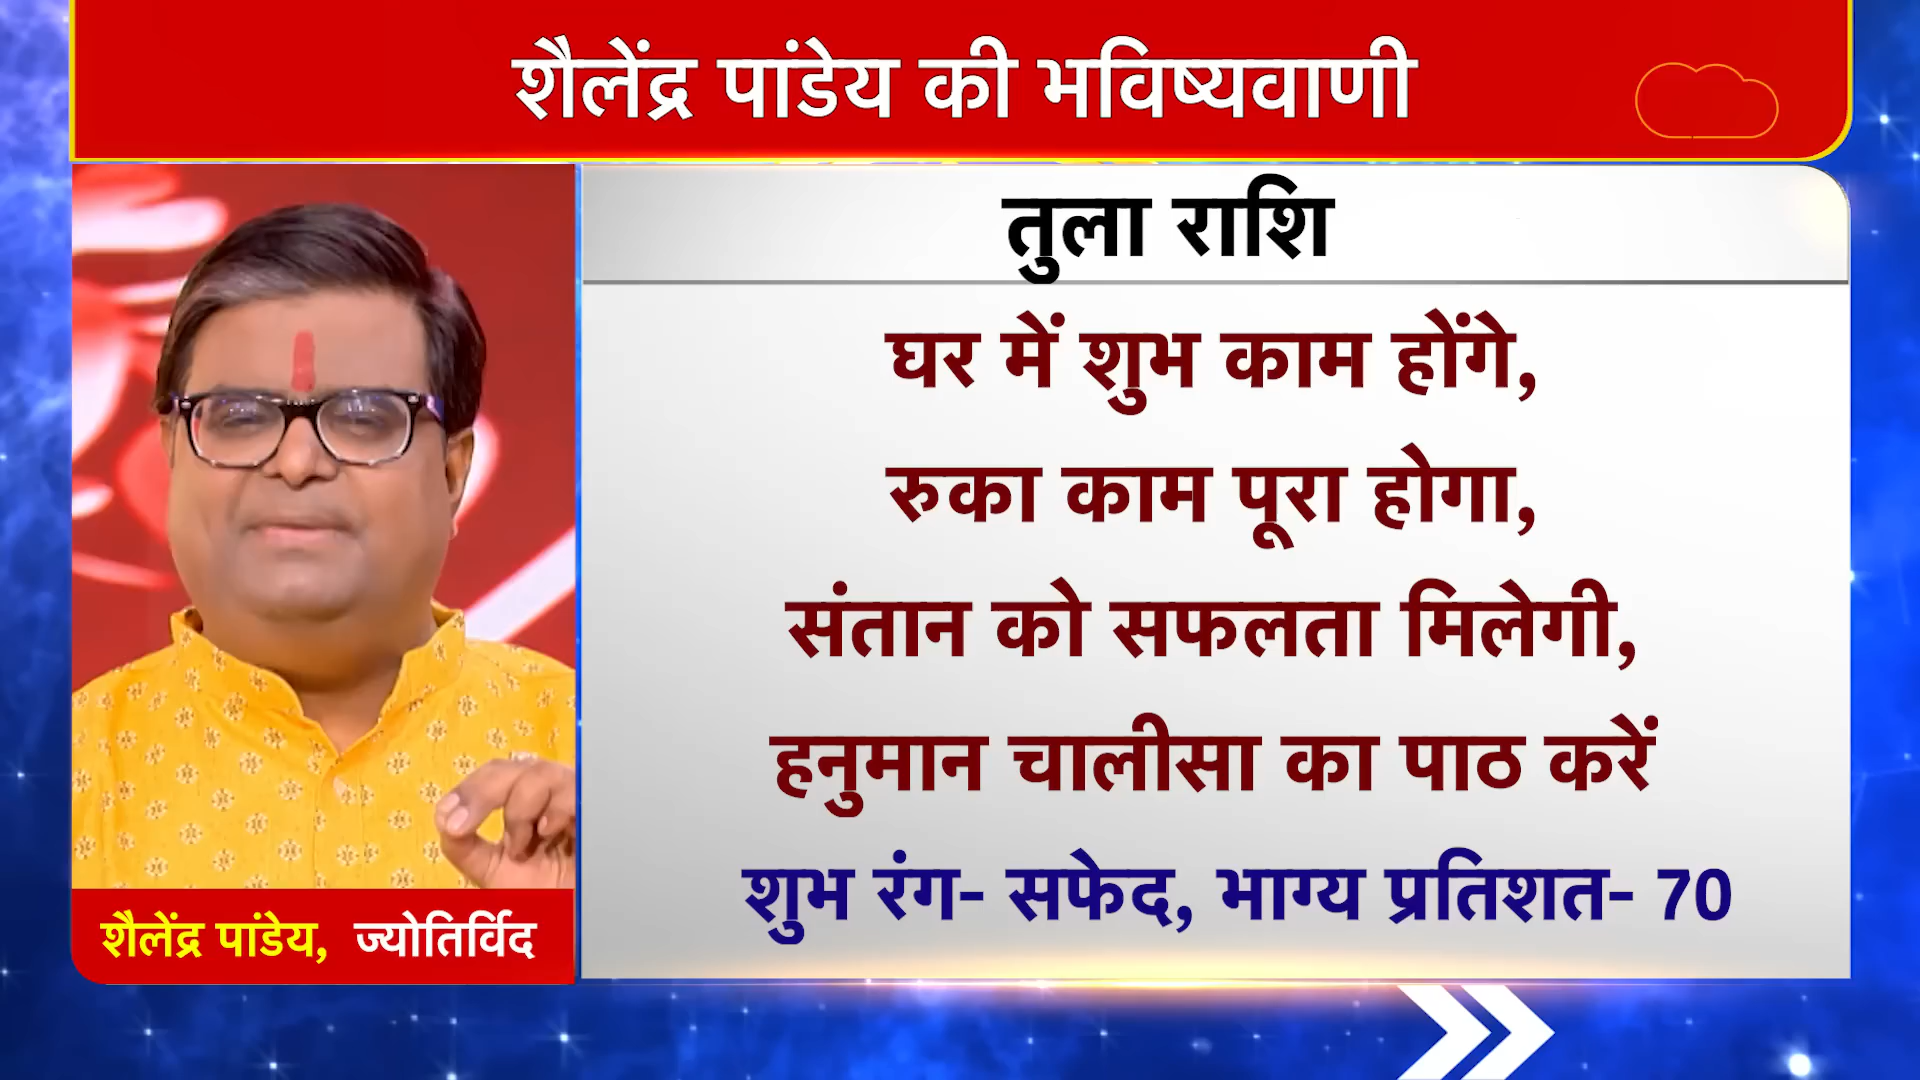 शैलेंद्र पांडेय की भविष्यवाणी
तुला राशि
घर में शुभ काम होंगे,
रुका काम पूरा होगा,
संतान को सफलता मिलेगी,
हनुमान चालीसा का पाठ करें
शुभ रंग- सफेद, भाग्य प्रतिशत- 70
शैलेंद्र पांडेय, ज्योतिर्विद